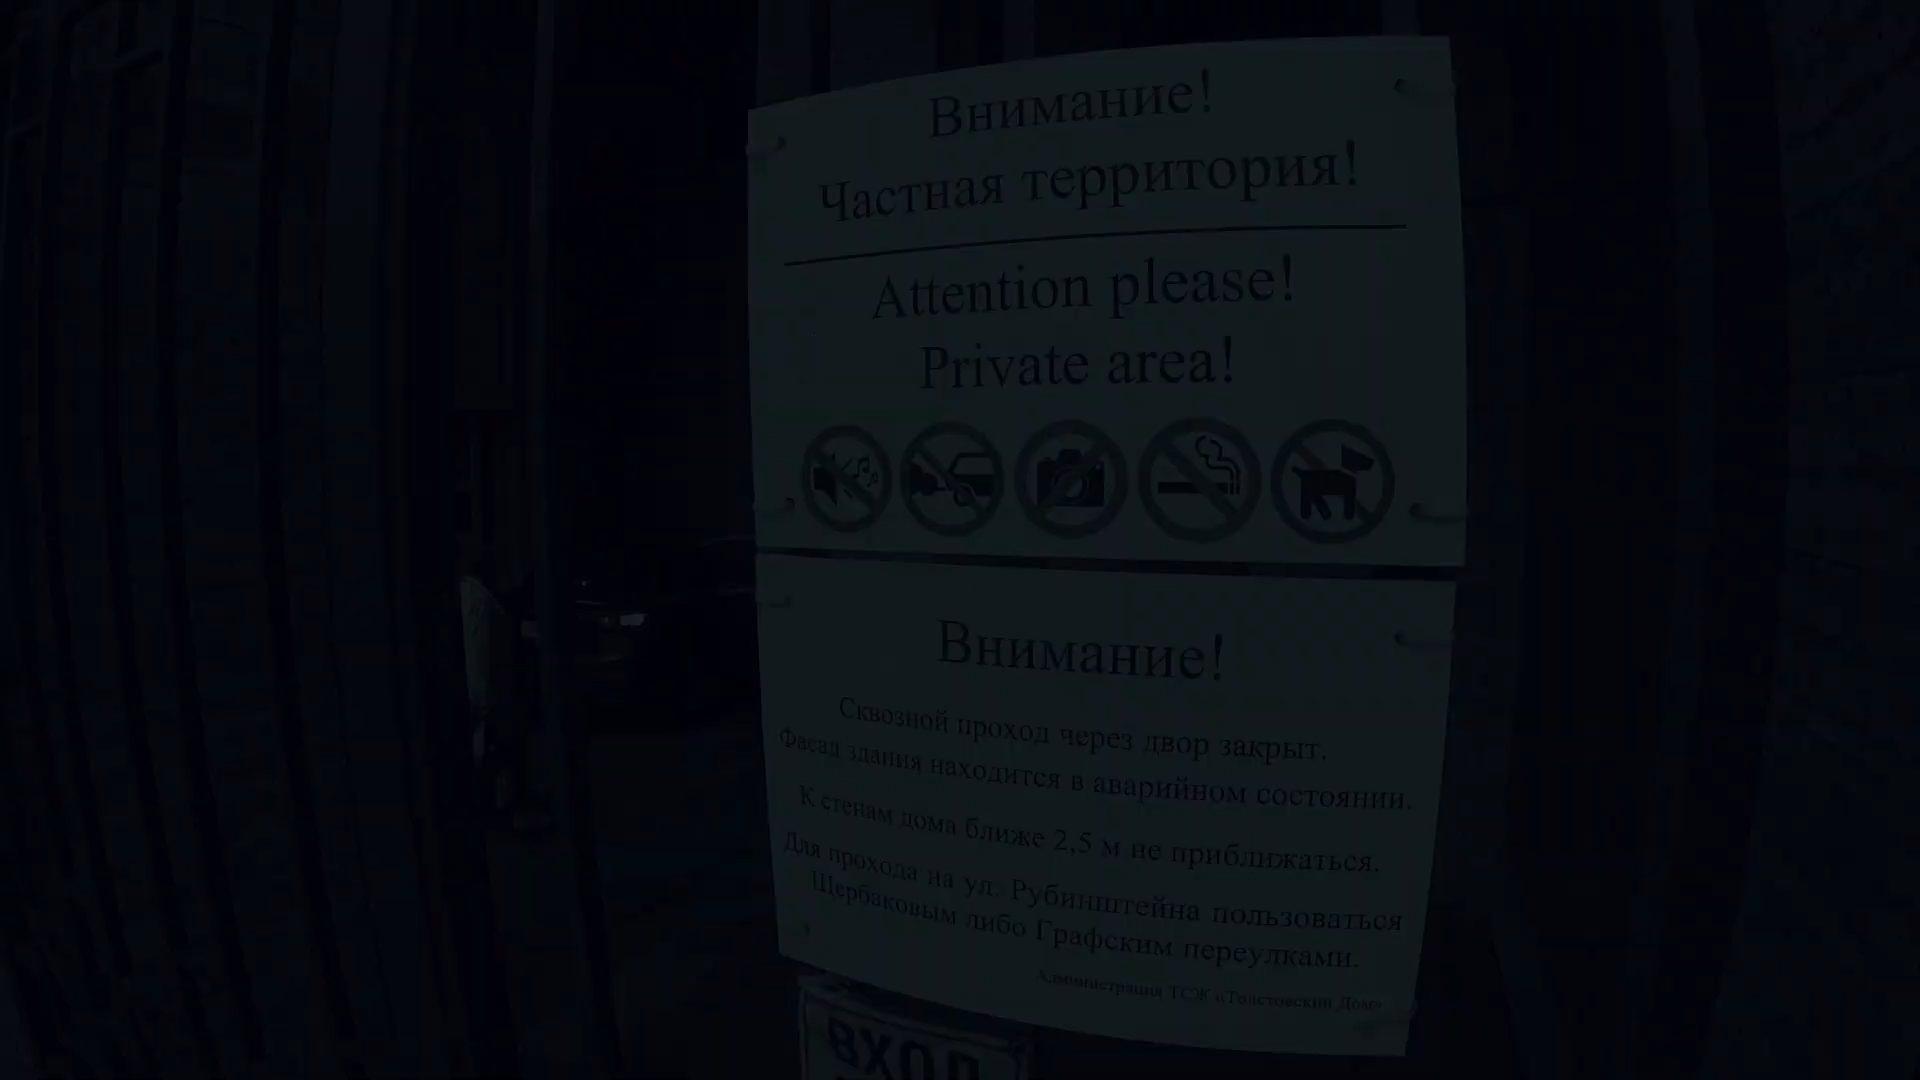 Внимание!
Частная территория!
Attention please!
Private area!
Внимание!
Сквозной проход через двор закрыт.
Фасад здания находится в аварийном состоянии.
К стенам дома ближе 2,5 м не приближаться.
Для прохода на ул. Рубинштейна пользоваться
Щербаковым либо Графским переулками.
Администрация ТСЖ «Толстовский Дом»
ВХОД